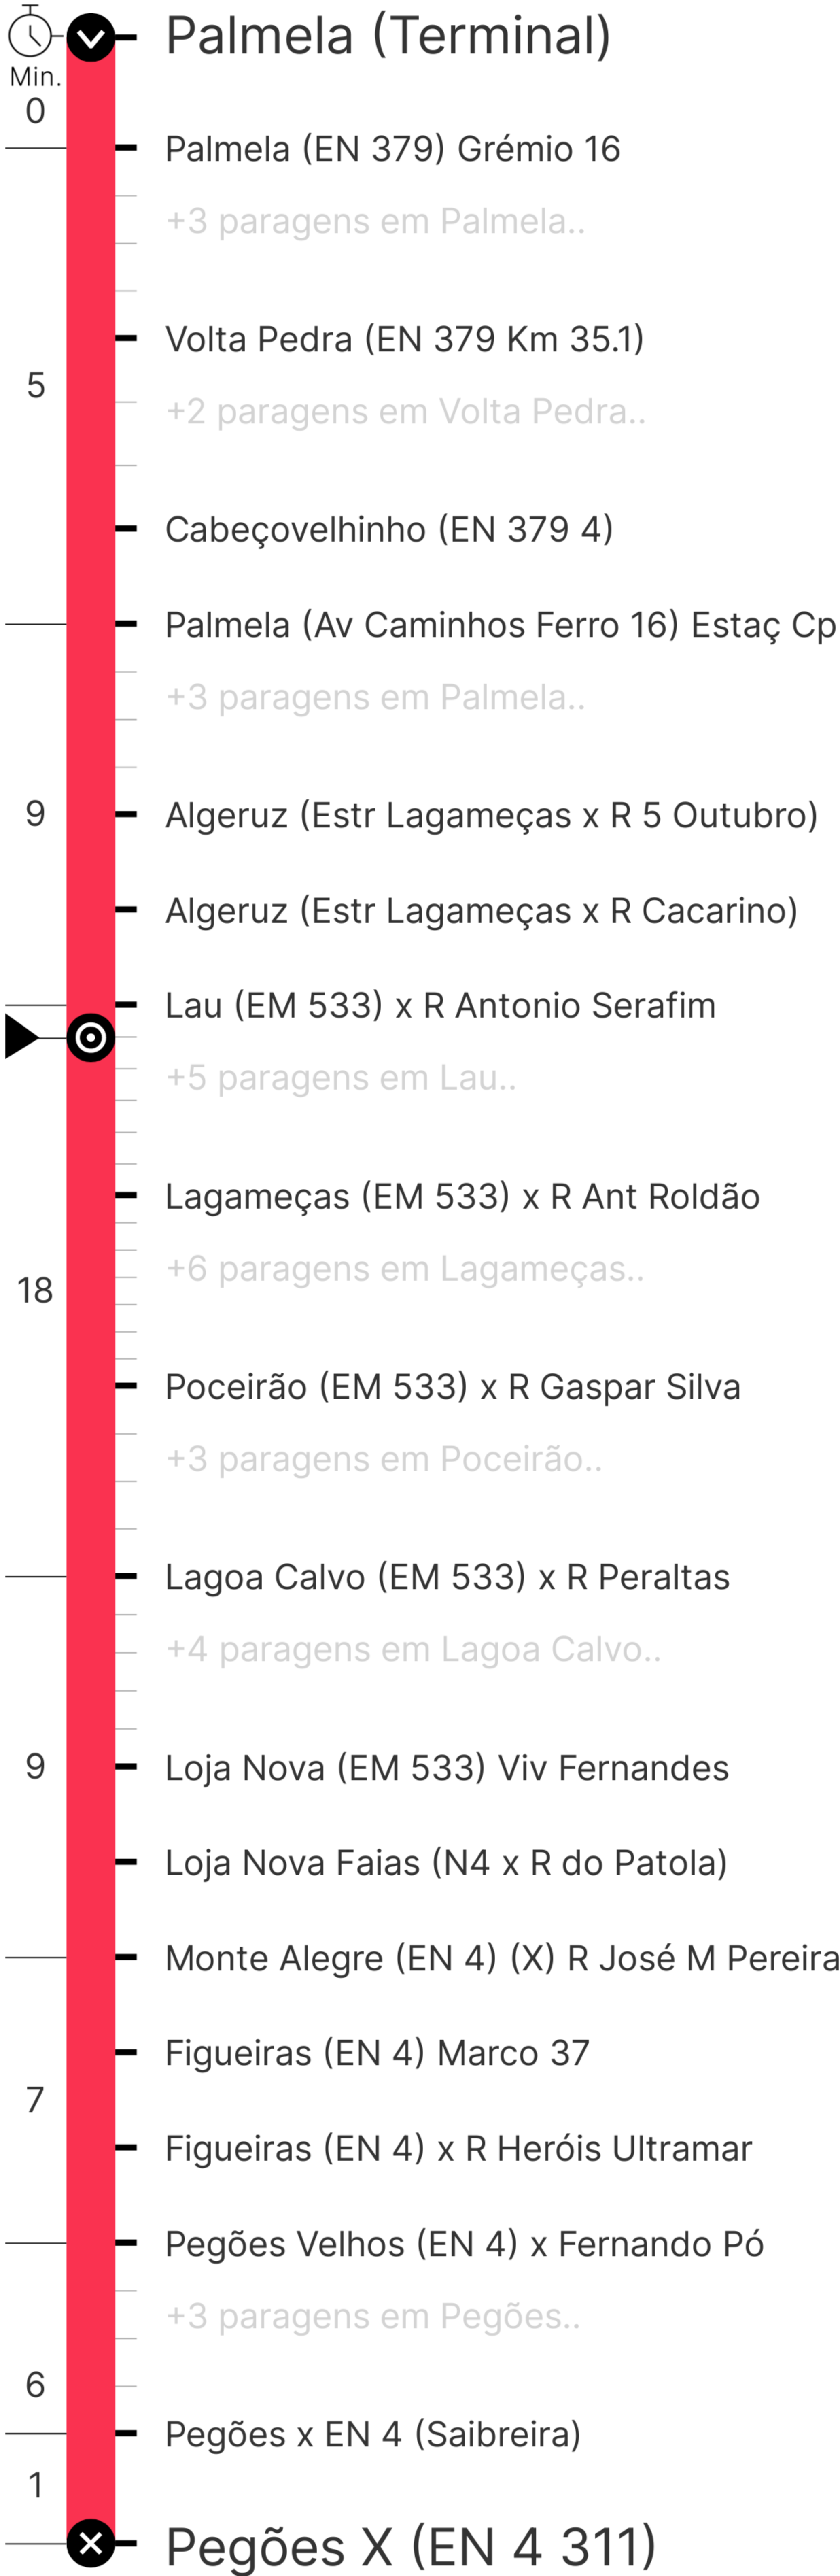 Palmela (Terminal)
Min.
0
Palmela (EN 379) Grémio 16
+3 paragens em Palmela..
Volta Pedra (EN 379 Km 35.1)
5
+2 paragens em Volta Pedra..
Cabeçovelhinho (EN 379 4)
Palmela (Av Caminhos Ferro 16) Estaç Cp
+3 paragens em Palmela..
9
Algeruz (Estr Lagameças x R 5 Outubro)
Algeruz (Estr Lagameças x R Cacarino)
Lau (EM 533) x R Antonio Serafim
+5 paragens em Lau..
Lagameças (EM 533) x R Ant Roldão
+6 paragens em Lagameças..
18
Poceirão (EM 533) x R Gaspar Silva
+3 paragens em Poceirão..
Lagoa Calvo (EM 533) x R Peraltas
+4 paragens em Lagoa Calvo..
9
Loja Nova (EM 533) Viv Fernandes
Loja Nova Faias (N4 x R do Patola)
Monte Alegre (EN 4) (X) R José M Pereira
Figueiras (EN 4) Marco 37
7
Figueiras (EN 4) x R Heróis Ultramar
Pegões Velhos (EN 4) x Fernando Pó
+3 paragens em Pegões..
6
Pegões x EN 4 (Saibreira)
1
Pegões X (EN 4 311)